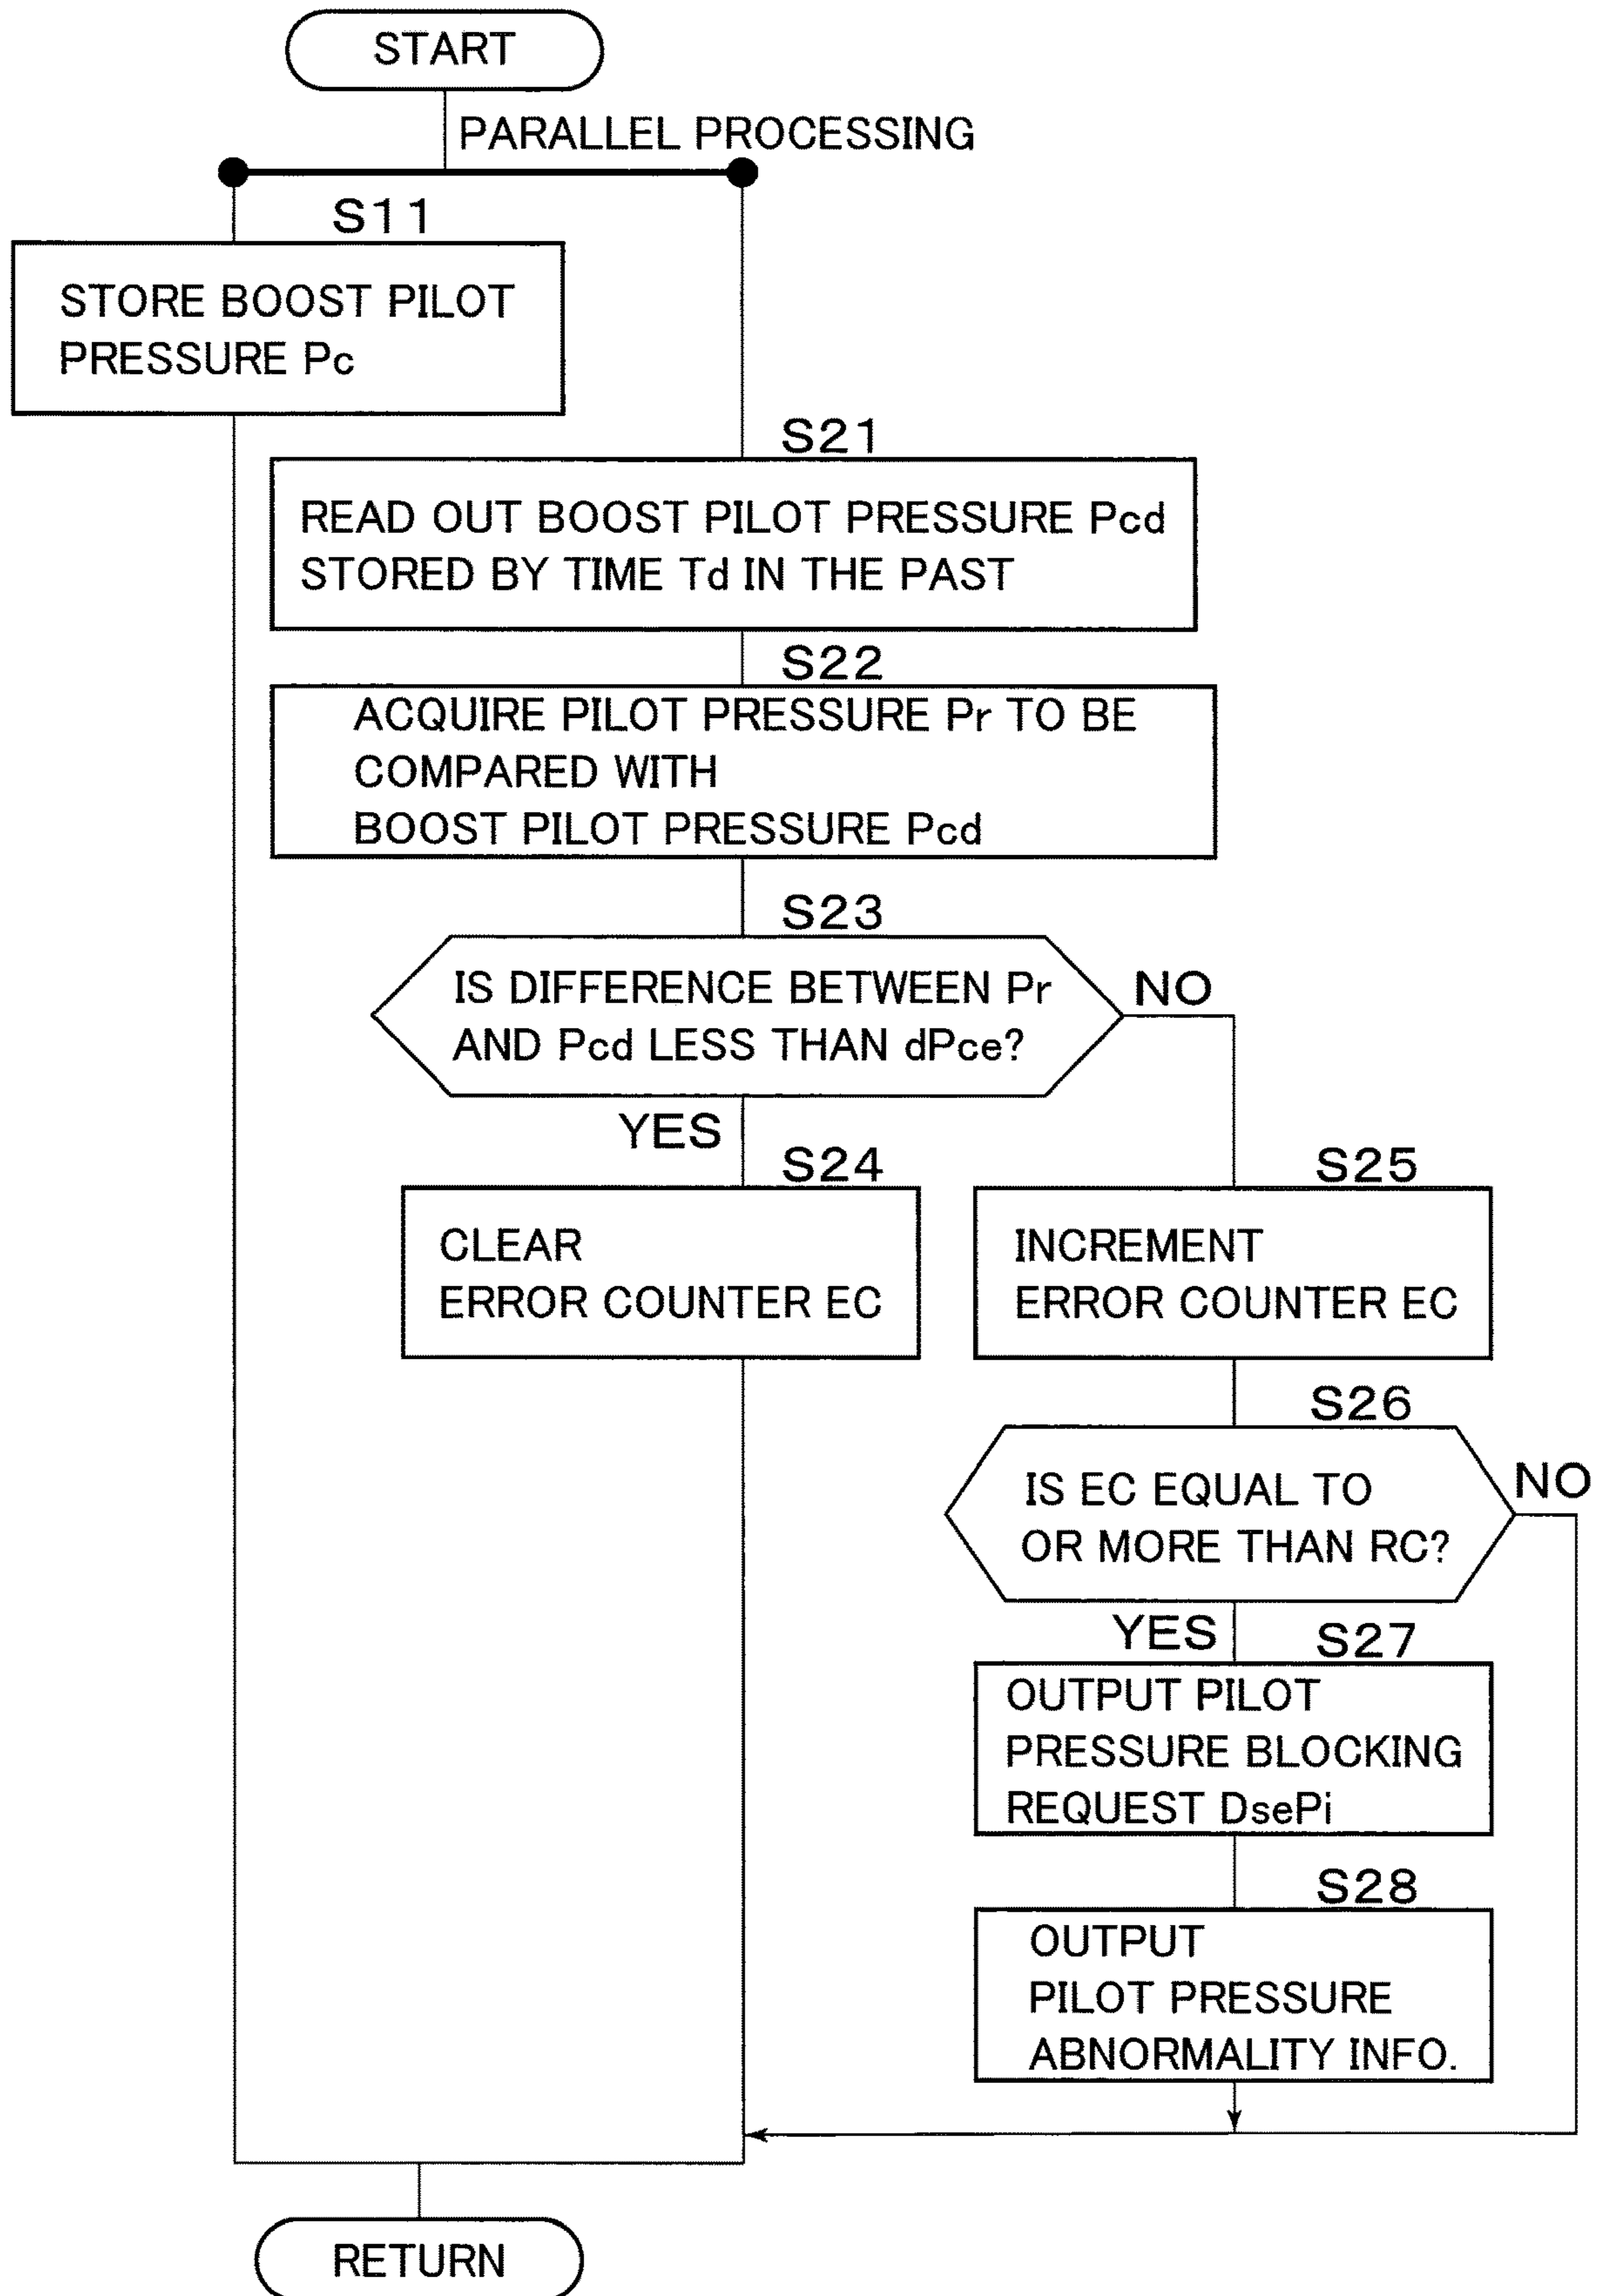 START
PARALLEL PROCESSING
S11
STORE BOOST PILOT
PRESSURE Pc
S21
READ OUT BOOST PILOT PRESSURE Pcd
STORED BY TIME Td IN THE PAST
S22
ACQUIRE PILOT PRESSURE Pr TO BE
COMPARED WITH
BOOST PILOT PRESSURE Pcd
S23
IS DIFFERENCE BETWEEN Pr
AND Pcd LESS THAN dPce?
NO
YES
S24
CLEAR
ERROR COUNTER EC
S25
INCREMENT
ERROR COUNTER EC
S26
IS EC EQUAL TO
OR MORE THAN RC?
NO
YES
S27
OUTPUT PILOT
PRESSURE BLOCKING
REQUEST DsePi
S28
OUTPUT
PILOT PRESSURE
ABNORMALITY INFO.
RETURN